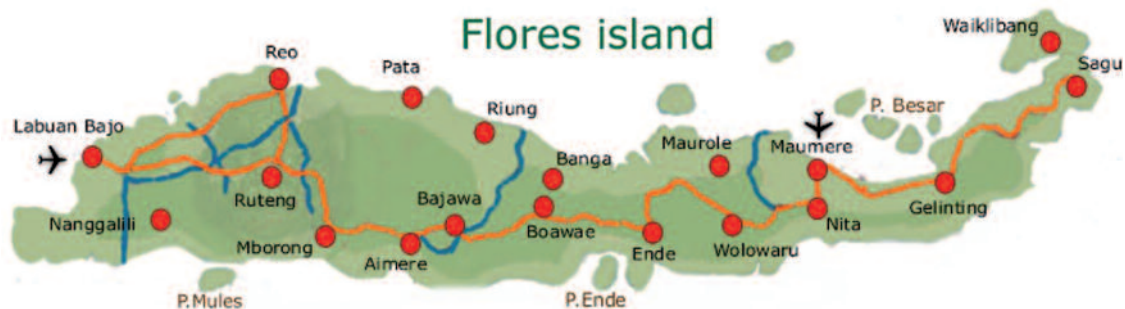 Flores island
Waiklibang
Reo
Pata
Sagu
Riung
P. Besar
Labuan Bajo
Maurole
Maumere
Banga
Ruteng
Bajawa
Nanggalili
Gelinting
Mborong
Boawae
Nita
Aimere
Ende
Wolowaru
P.Mules
P.Ende